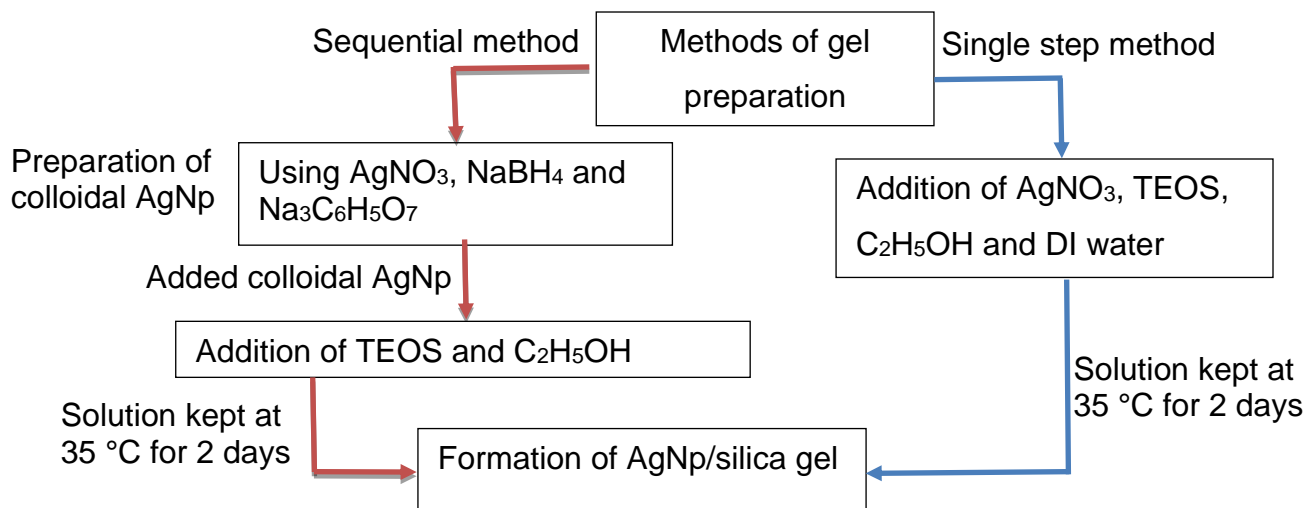 Sequential method
Methods of gel
preparation
Single step method
Preparation of
colloidal AgNp
Using AgNO₃, NaBH₄ and
Na₃C₆H₅O₇
Addition of AgNO₃, TEOS,
C₂H₅OH and DI water
Added colloidal AgNp
Addition of TEOS and C₂H₅OH
Solution kept at
35 °C for 2 days
Solution kept at
35 °C for 2 days
Formation of AgNp/silica gel